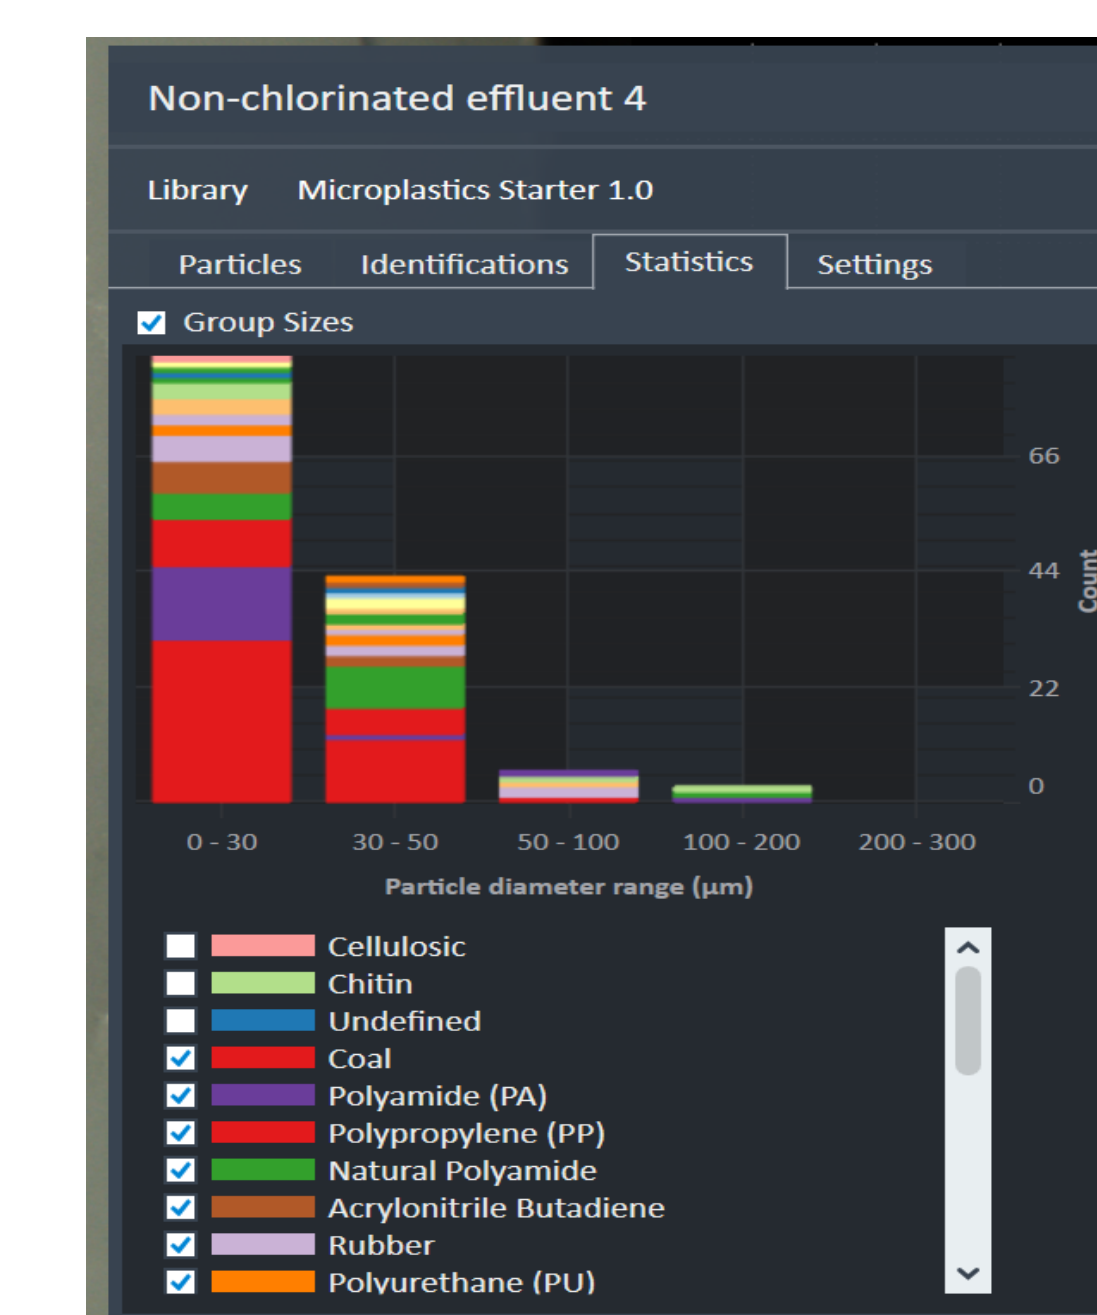 Non-chlorinated effluent 4
Library Microplastics Starter 1.0
Particles Identifications Statistics Settings
Group Sizes
66
44
22
0
Count
0 - 30 30 - 50 50 - 100 100 - 200 200 - 300
Particle diameter range (µm)
Cellulosic
Chitin
Undefined
Coal
Polyamide (PA)
Polypropylene (PP)
Natural Polyamide
Acrylonitrile Butadiene
Rubber
Polyurethane (PU)